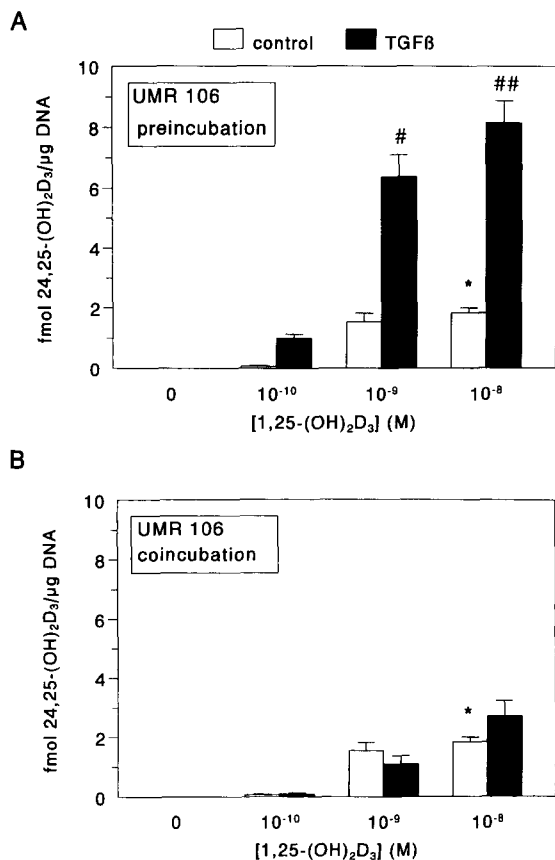 A
control TGFß
10
8
6
4
2
0
fmol 24,25-(OH)₂D₃/µg DNA
UMR 106
preincubation
#
##
*
0 10⁻¹⁰ 10⁻⁹ 10⁻⁸
[1,25-(OH)₂D₃] (M)
B
10
8
6
4
2
0
fmol 24,25-(OH)₂D₃/µg DNA
UMR 106
coincubation
*
0 10⁻¹⁰ 10⁻⁹ 10⁻⁸
[1,25-(OH)₂D₃] (M)